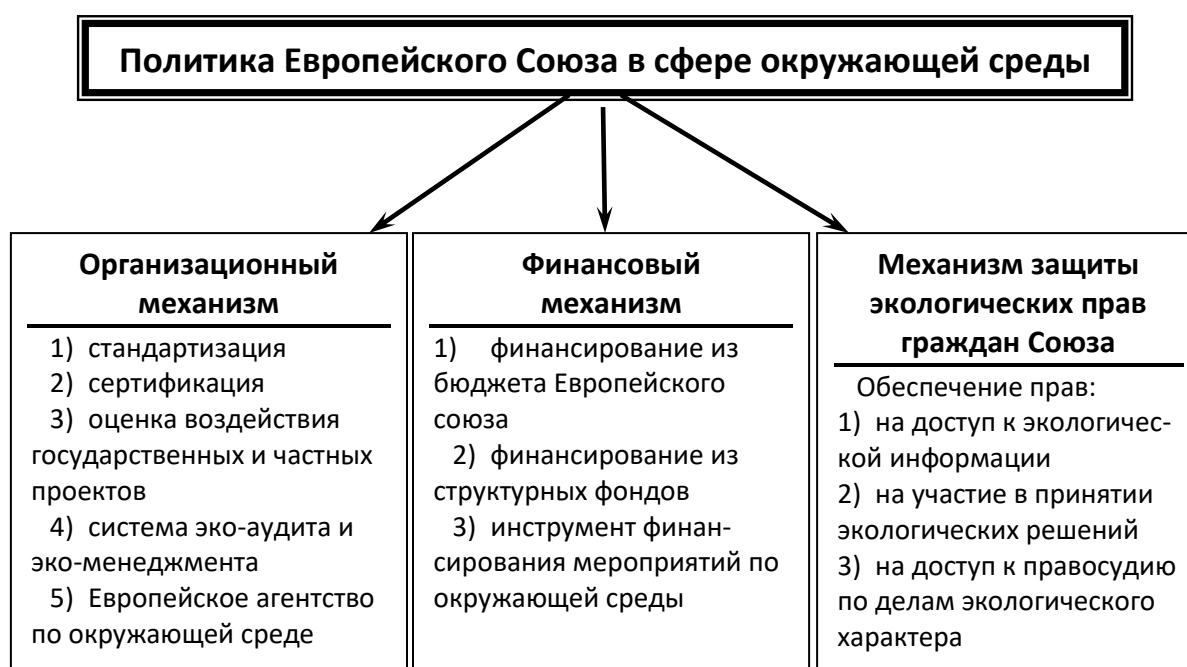 Политика Европейского Союза в сфере окружающей среды
Организационный
механизм
1) стандартизация
2) сертификация
3) оценка воздействия
государственных и частных
проектов
4) система эко-аудита и
эко-менеджмента
5) Европейское агентство
по окружающей среде
Финансовый
механизм
1) финансирование из
бюджета Европейского
союза
2) финансирование из
структурных фондов
3) инструмент финан-
сирования мероприятий по
окружающей среды
Механизм защиты
экологических прав
граждан Союза
Обеспечение прав:
1) на доступ к экологичес-
кой информации
2) на участие в принятии
экологических решений
3) на доступ к правосудию
по делам экологического
характера